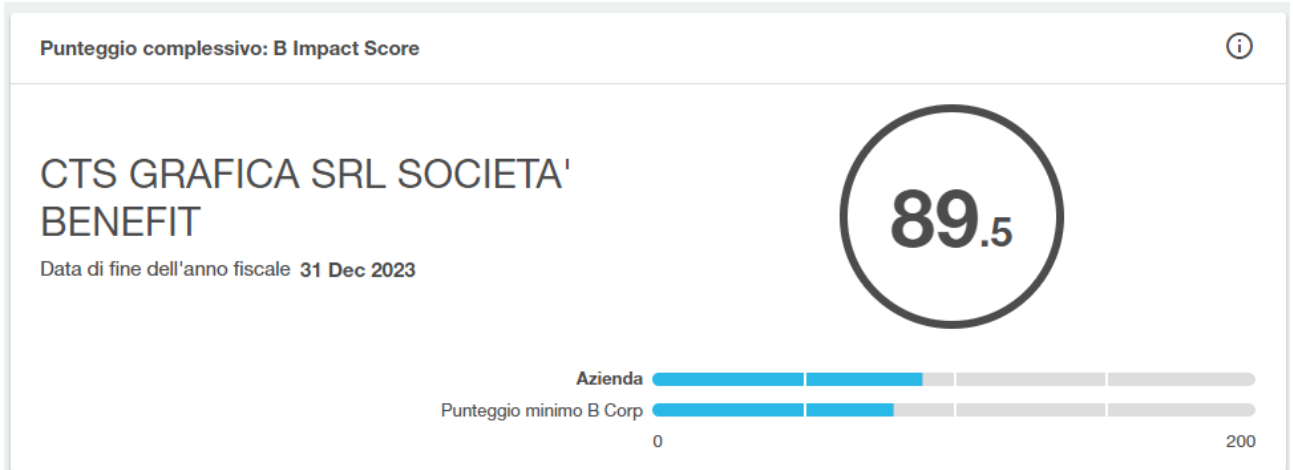 Punteggio complessivo: B Impact Score
CTS GRAFICA SRL SOCIETA'
BENEFIT
Data di fine dell'anno fiscale 31 Dec 2023
89.5
Azienda
Punteggio minimo B Corp
0 200